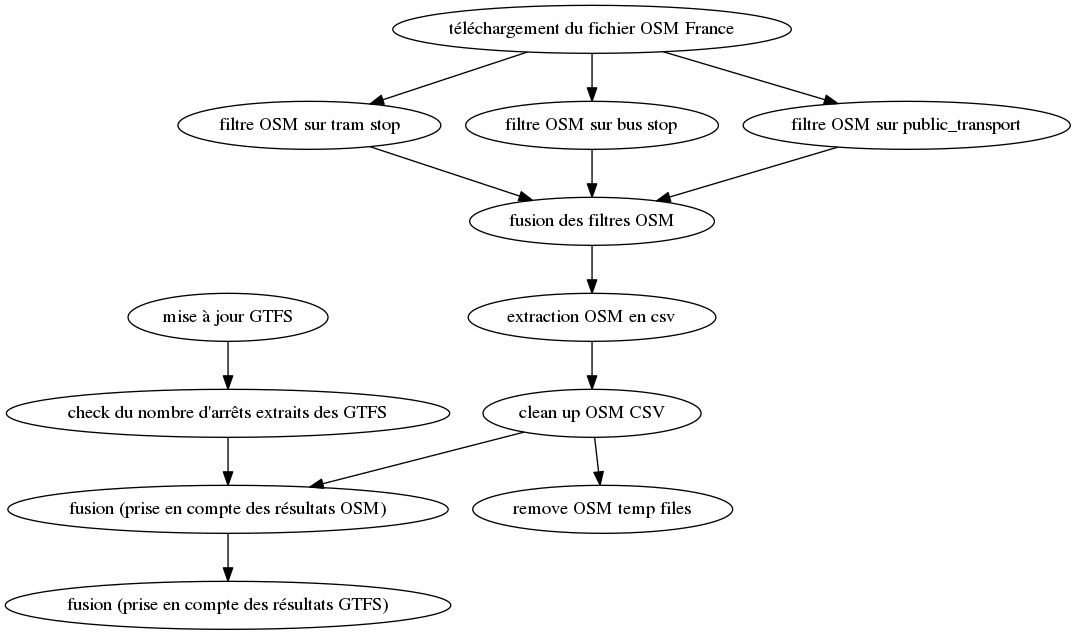 téléchargement du fichier OSM France
filtre OSM sur tram stop
filtre OSM sur bus stop
filtre OSM sur public_transport
fusion des filtres OSM
mise à jour GTFS
extraction OSM en csv
check du nombre d'arrêts extraits des GTFS
clean up OSM CSV
fusion (prise en compte des résultats OSM)
remove OSM temp files
fusion (prise en compte des résultats GTFS)